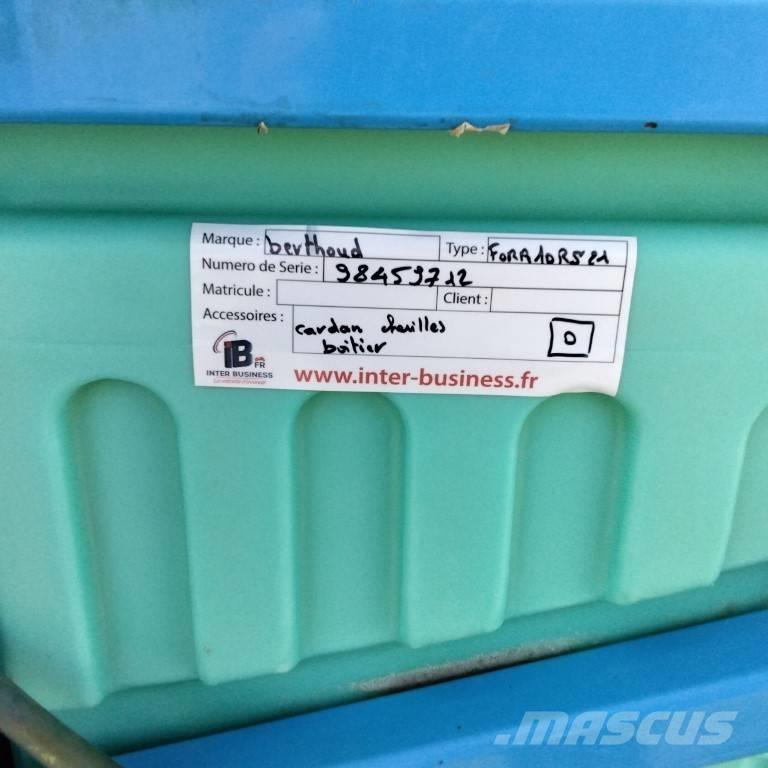 Marque : berthoud Type : FORA10RS21
Numero de Serie : 98459712
Matricule : Client :
Accessoires : cardan chevilles
boîtier
0
iB FR
INTER BUSINESS
www.inter-business.fr
MASCUS